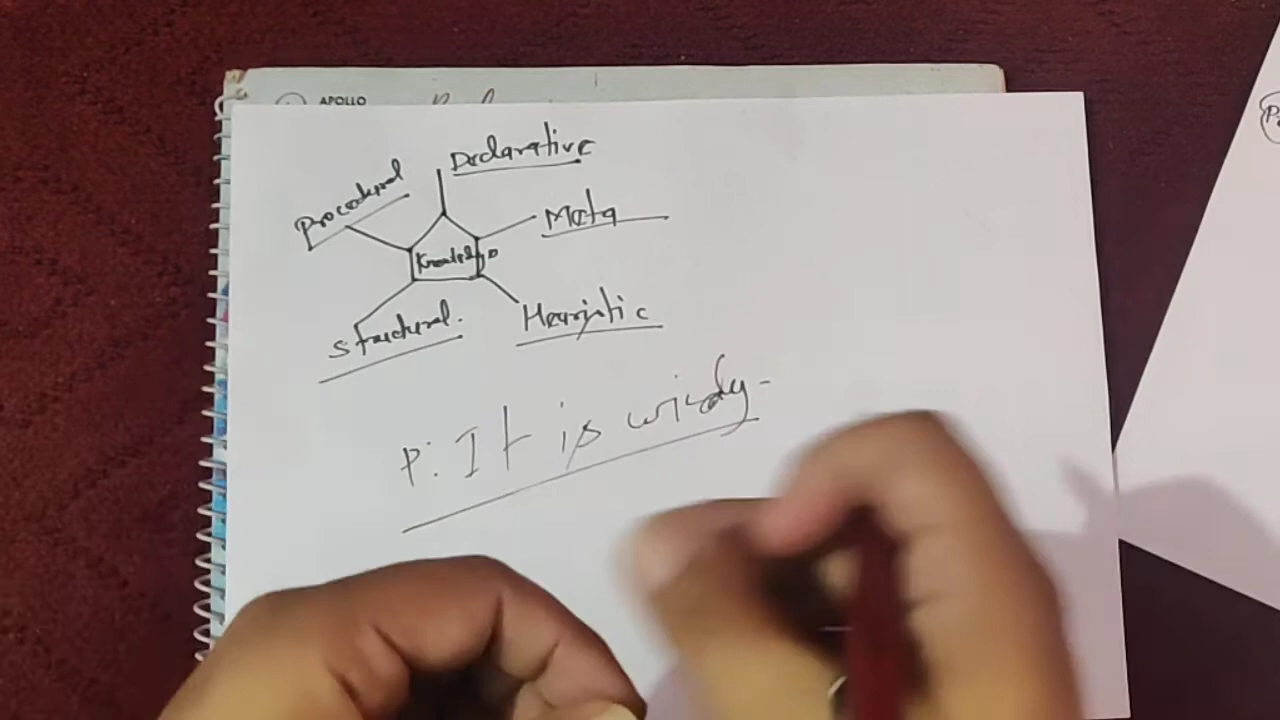 APOLLO
Declarative
Procedural
Meta
Knowledge
Heuristic
Structural.
P: It is windy-